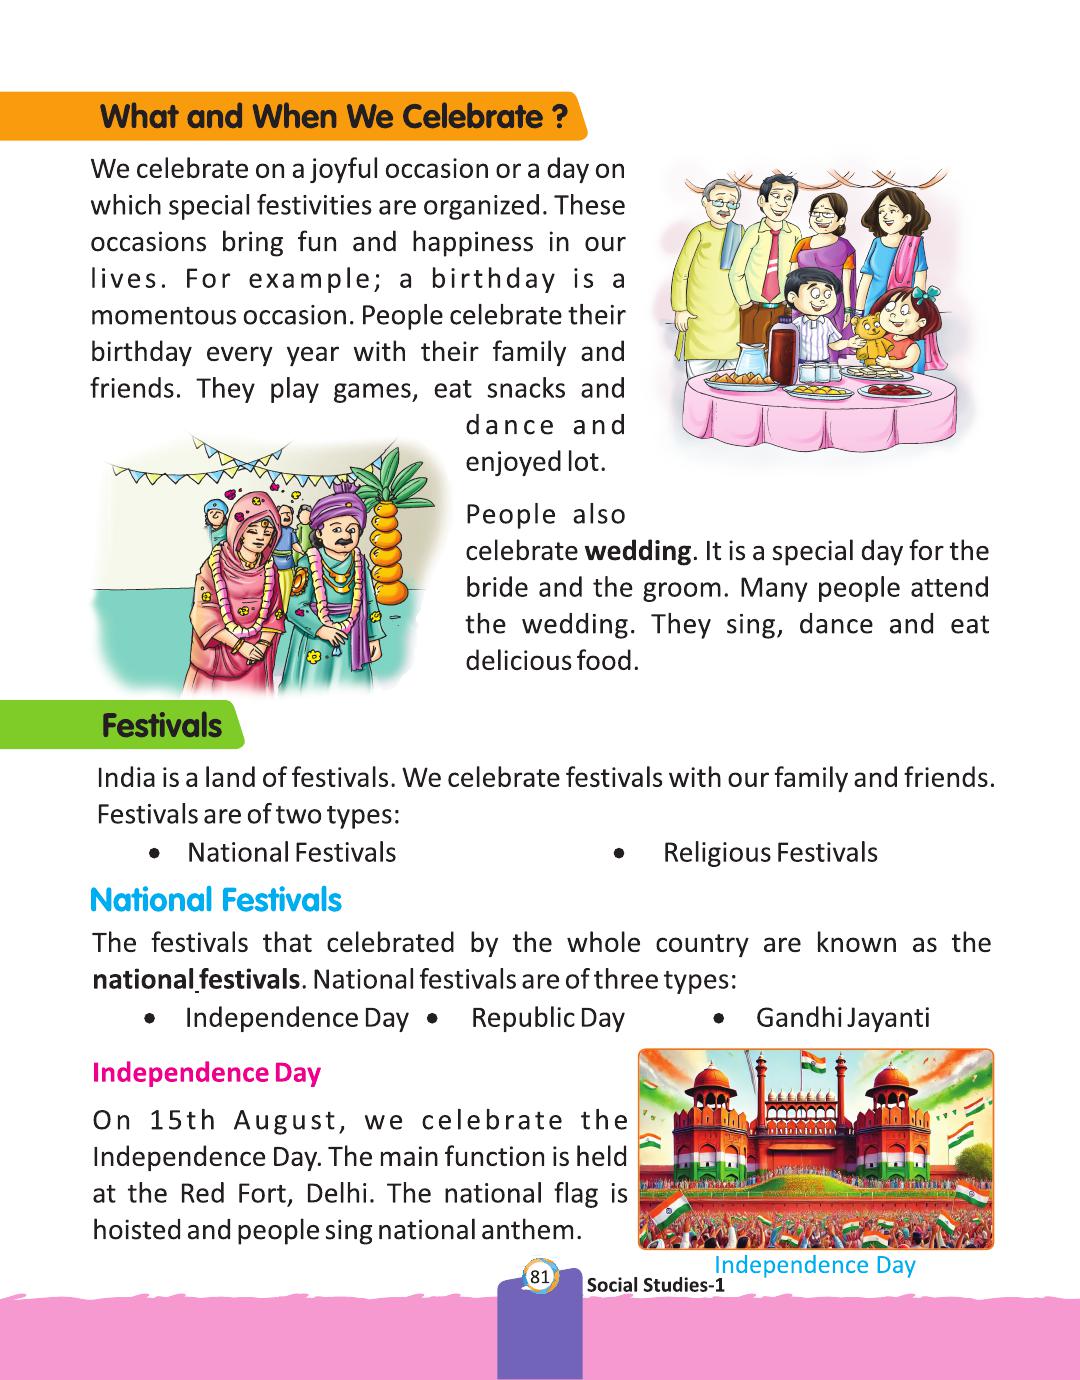 What and When We Celebrate ?
We celebrate on a joyful occasion or a day on
which special festivities are organized. These
occasions bring fun and happiness in our
lives. For example; a birthday is a
momentous occasion. People celebrate their
birthday every year with their family and
friends. They play games, eat snacks and
dance and
enjoyed lot.
People also
celebrate wedding. It is a special day for the
bride and the groom. Many people attend
the wedding. They sing, dance and eat
delicious food.
Festivals
India is a land of festivals. We celebrate festivals with our family and friends.
Festivals are of two types:
• National Festivals • Religious Festivals
National Festivals
The festivals that celebrated by the whole country are known as the
national festivals. National festivals are of three types:
• Independence Day • Republic Day • Gandhi Jayanti
Independence Day
On 15th August, we celebrate the
Independence Day. The main function is held
at the Red Fort, Delhi. The national flag is
hoisted and people sing national anthem.
Independence Day
81
Social Studies-1